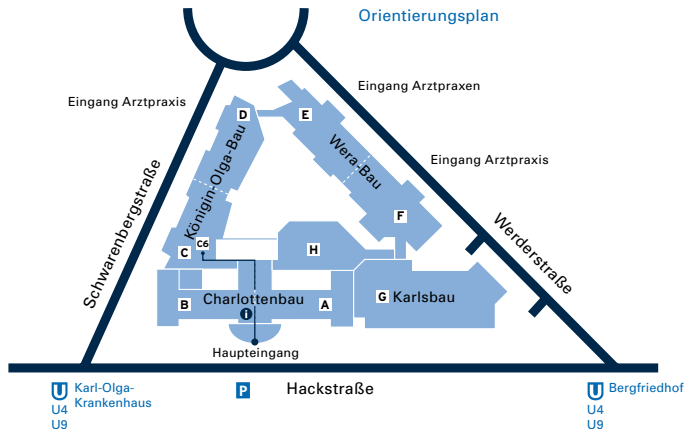 Orientierungsplan
Eingang Arztpraxen
Eingang Arztpraxis
D
E
Wera-Bau
Eingang Arztpraxis
Königin-Olga-Bau
Schwarenbergstraße
F
Werderstraße
C6
C
H
B
Charlottenbau
A
G
Karlsbau
i
Haupteingang
U
Karl-Olga-
Krankenhaus
U4
U9
P
Hackstraße
U
Bergfriedhof
U4
U9